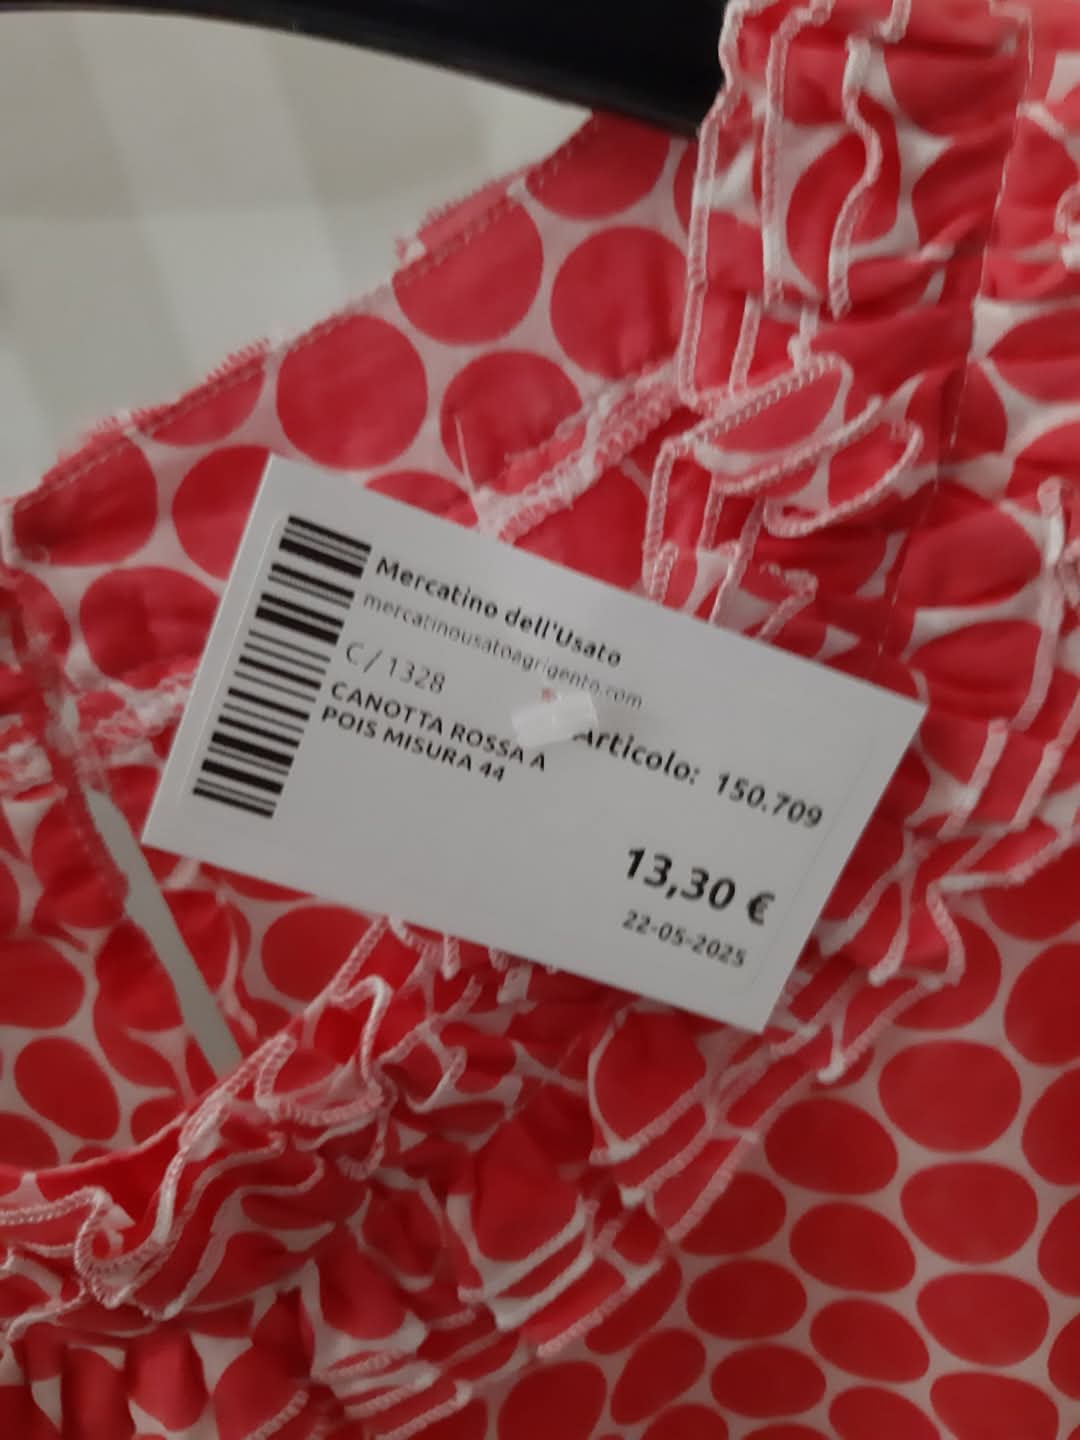 Mercatino dell'Usato
mercatinousatoagrigento.com
C / 1328
CANOTTA ROSSA A
POIS MISURA 44
Articolo: 150.709
13,30 €
22-05-2025